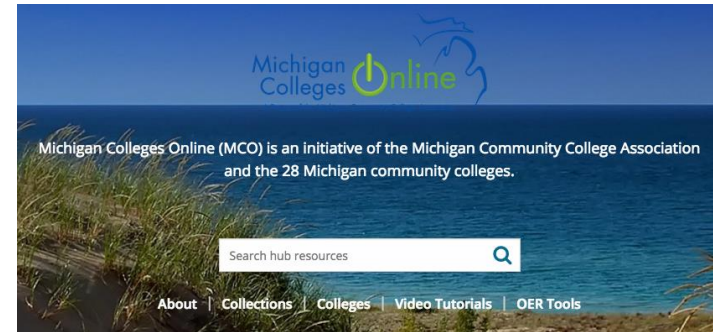 Michigan
Colleges Online
Michigan Colleges Online (MCO) is an initiative of the Michigan Community College Association
and the 28 Michigan community colleges.
Search hub resources
About | Collections | Colleges | Video Tutorials | OER Tools